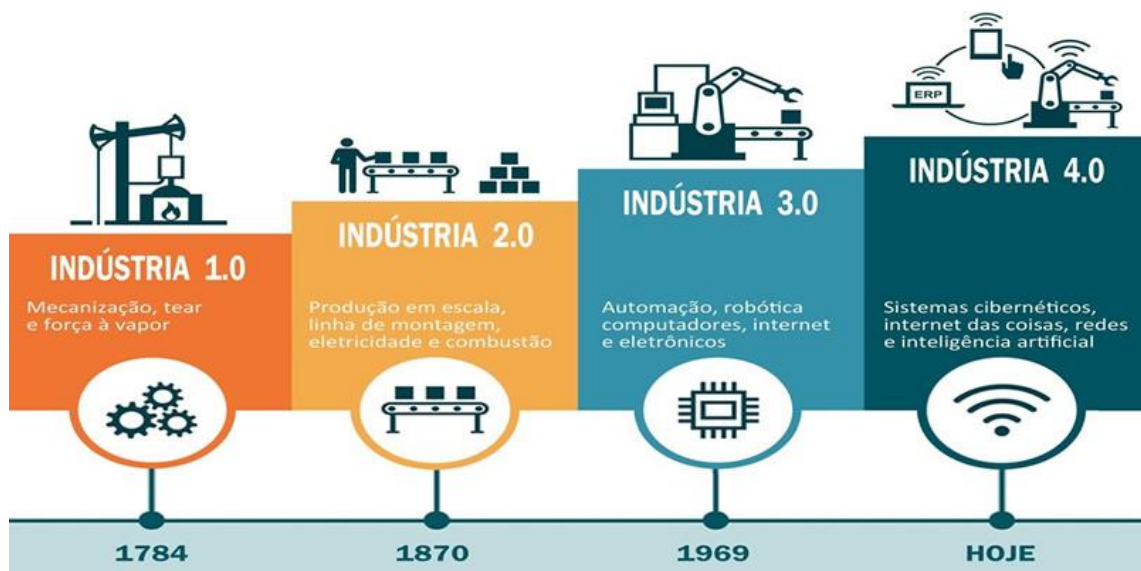 ERP
INDÚSTRIA 1.0
Mecanização, tear
e força à vapor
1784
INDÚSTRIA 2.0
Produção em escala,
linha de montagem,
eletricidade e combustão
1870
INDÚSTRIA 3.0
Automação, robótica
computadores, internet
e eletrônicos
1969
INDÚSTRIA 4.0
Sistemas cibernéticos,
internet das coisas, redes
e inteligência artificial
HOJE